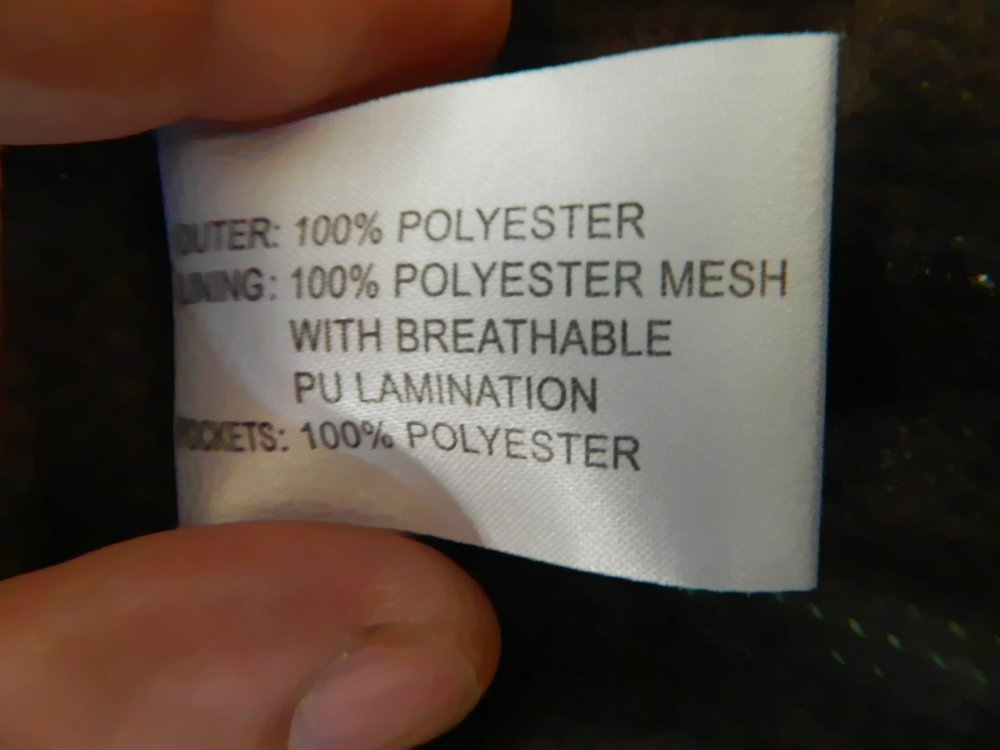 OUTER: 100% POLYESTER
LINING: 100% POLYESTER MESH
WITH BREATHABLE
PU LAMINATION
POCKETS: 100% POLYESTER